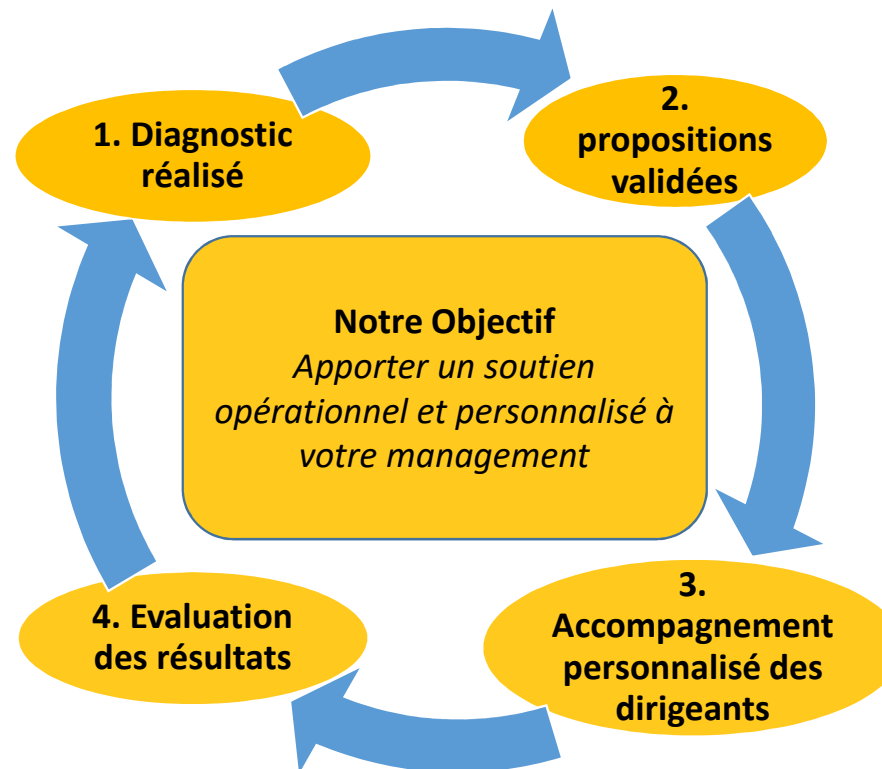 1. Diagnostic
réalisé
2.
propositions
validées
Notre Objectif
Apporter un soutien
opérationnel et personnalisé à
votre management
3.
Accompagnement
personnalisé des
dirigeants
4. Evaluation
des résultats